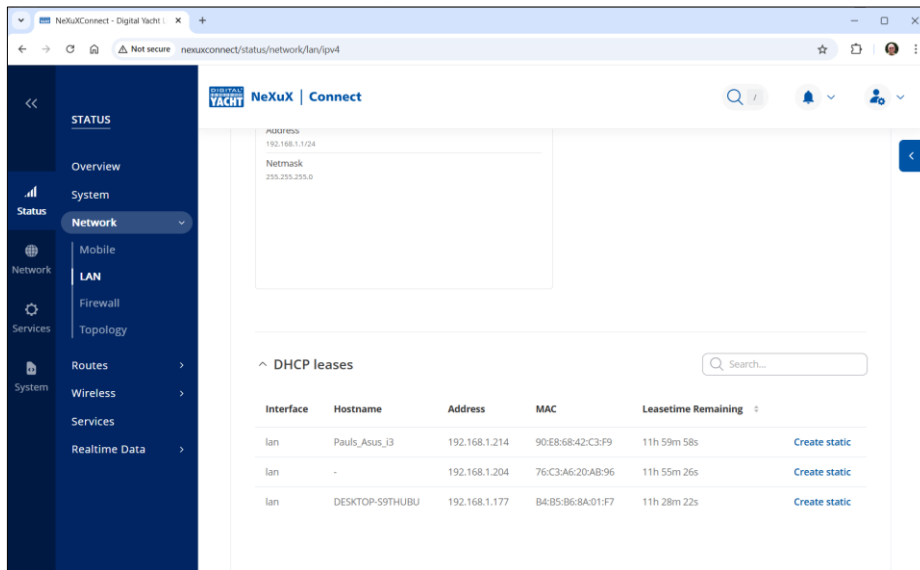 NeXuXConnect - Digital Yacht L
Not secure nexuxconnect/status/network/lan/ipv4
DIGITAL YACHT NeXuX | Connect
/
Status
Network
Services
System
STATUS
Overview
System
Network
Mobile
LAN
Firewall
Topology
Routes
Wireless
Services
Realtime Data
Address
192.168.1.1/24
Netmask
255.255.255.0
DHCP leases
Search...
Interface Hostname Address MAC Leasetime Remaining
lan Pauls_Asus_i3 192.168.1.214 90:E8:68:42:C3:F9 11h 59m 58s Create static
lan - 192.168.1.204 76:C3:A6:20:AB:96 11h 55m 26s Create static
lan DESKTOP-S9THUBU 192.168.1.177 B4:B5:B6:8A:01:F7 11h 28m 22s Create static